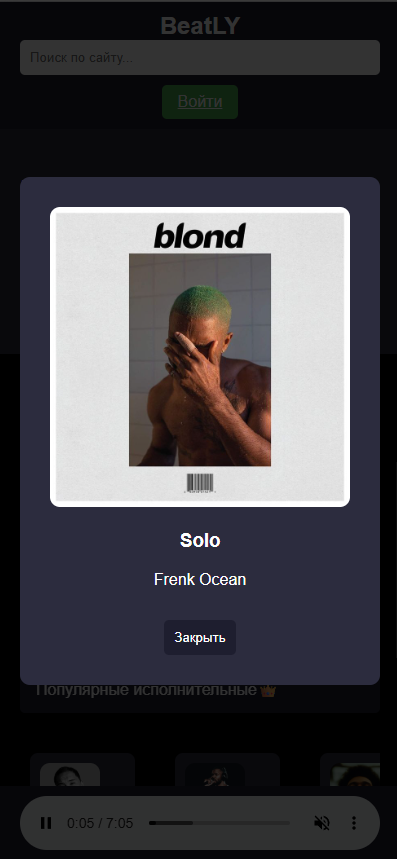 BeatLY
Поиск по сайту...
Войти
blond
Solo
Frenk Ocean
Закрыть
Популярные исполнительные
0:05 / 7:05